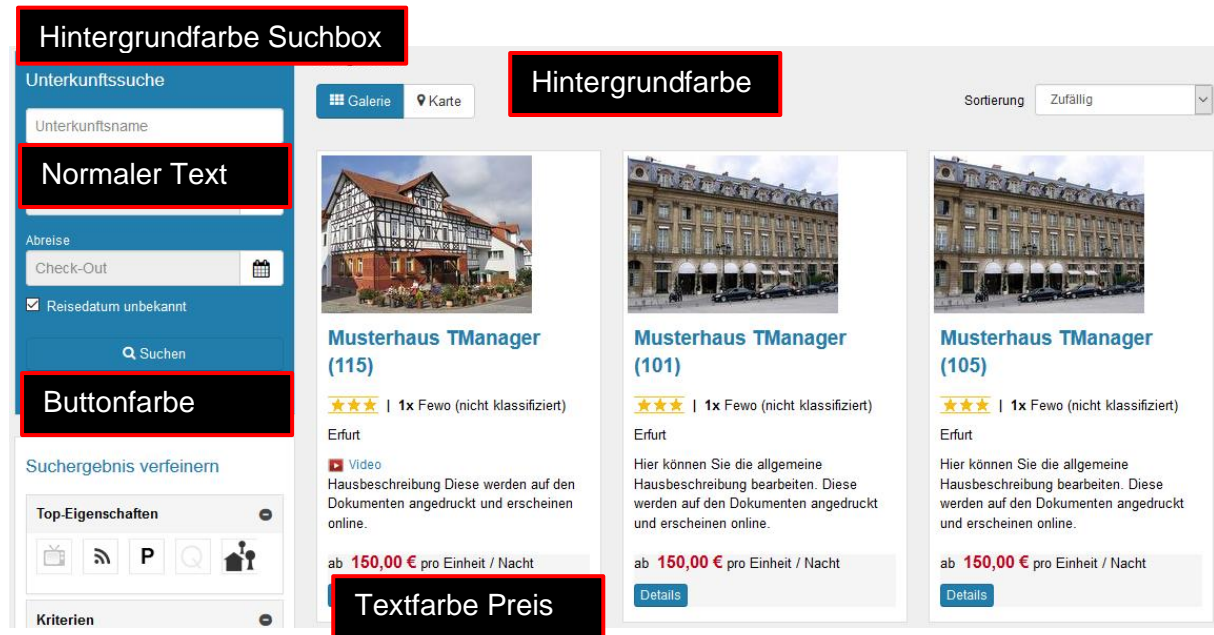 Hintergrundfarbe Suchbox
Unterkunftssuche
Unterkunftsname
Normaler Text
Abreise
Check-Out
Reisedatum unbekannt
Suchen
Buttonfarbe
Suchergebnis verfeinern
Top-Eigenschaften
P
Q
Kriterien
Hintergrundfarbe
Galerie
Karte
Sortierung
Zufällig
Musterhaus TManager
(115)
| 1x Fewo (nicht klassifiziert)
Erfurt
Video
Hausbeschreibung Diese werden auf den
Dokumenten angedruckt und erscheinen
online.
ab 150,00 € pro Einheit / Nacht
Textfarbe Preis
Musterhaus TManager
(101)
| 1x Fewo (nicht klassifiziert)
Erfurt
Hier können Sie die allgemeine
Hausbeschreibung bearbeiten. Diese
werden auf den Dokumenten angedruckt
und erscheinen online.
ab 150,00 € pro Einheit / Nacht
Details
Musterhaus TManager
(105)
| 1x Fewo (nicht klassifiziert)
Erfurt
Hier können Sie die allgemeine
Hausbeschreibung bearbeiten. Diese
werden auf den Dokumenten angedruckt
und erscheinen online.
ab 150,00 € pro Einheit / Nacht
Details